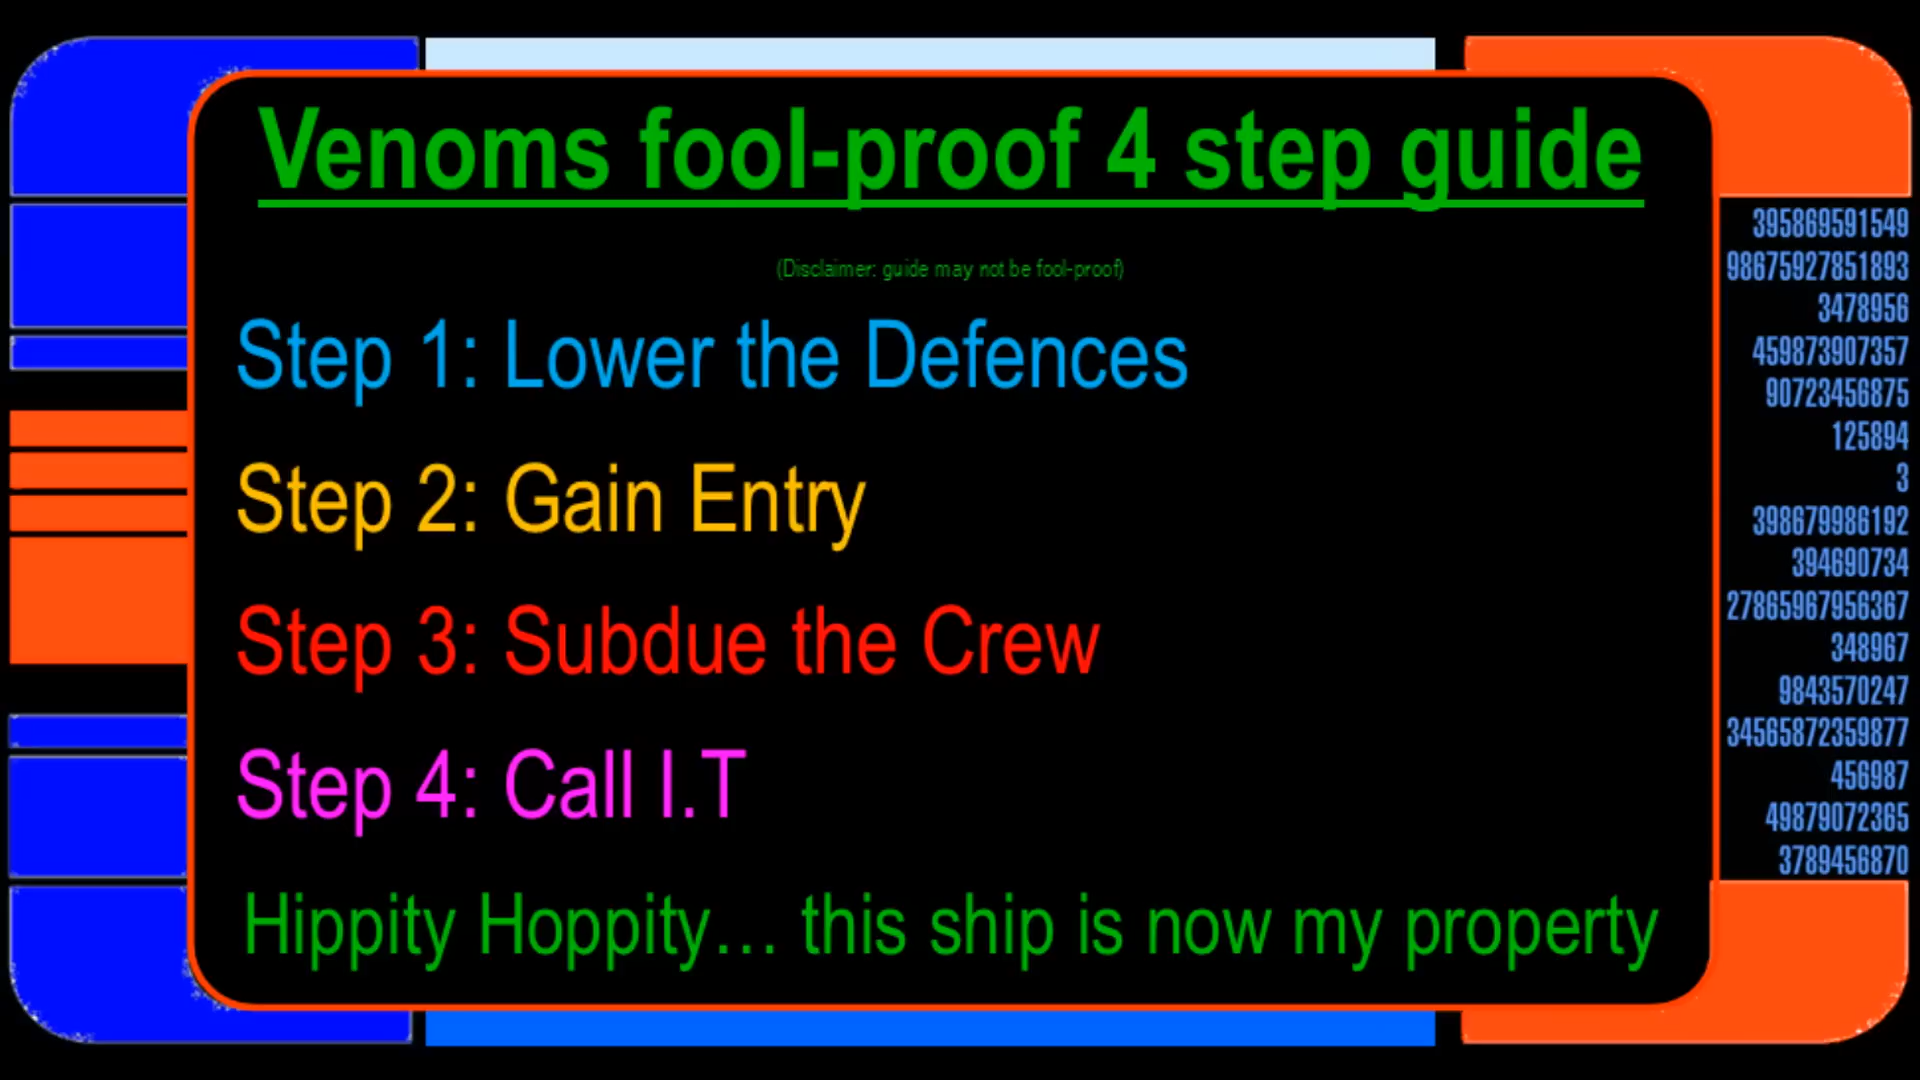 Venoms fool-proof 4 step guide
(Disclaimer: guide may not be fool-proof)
Step 1: Lower the Defences
Step 2: Gain Entry
Step 3: Subdue the Crew
Step 4: Call I.T
Hippity Hoppity... this ship is now my property
395869591549
98675927851893
3478956
459873907357
90723456875
125894
3
398679986192
394690734
27865967956367
348967
9843570247
34565872359877
456987
49879072365
3789456870